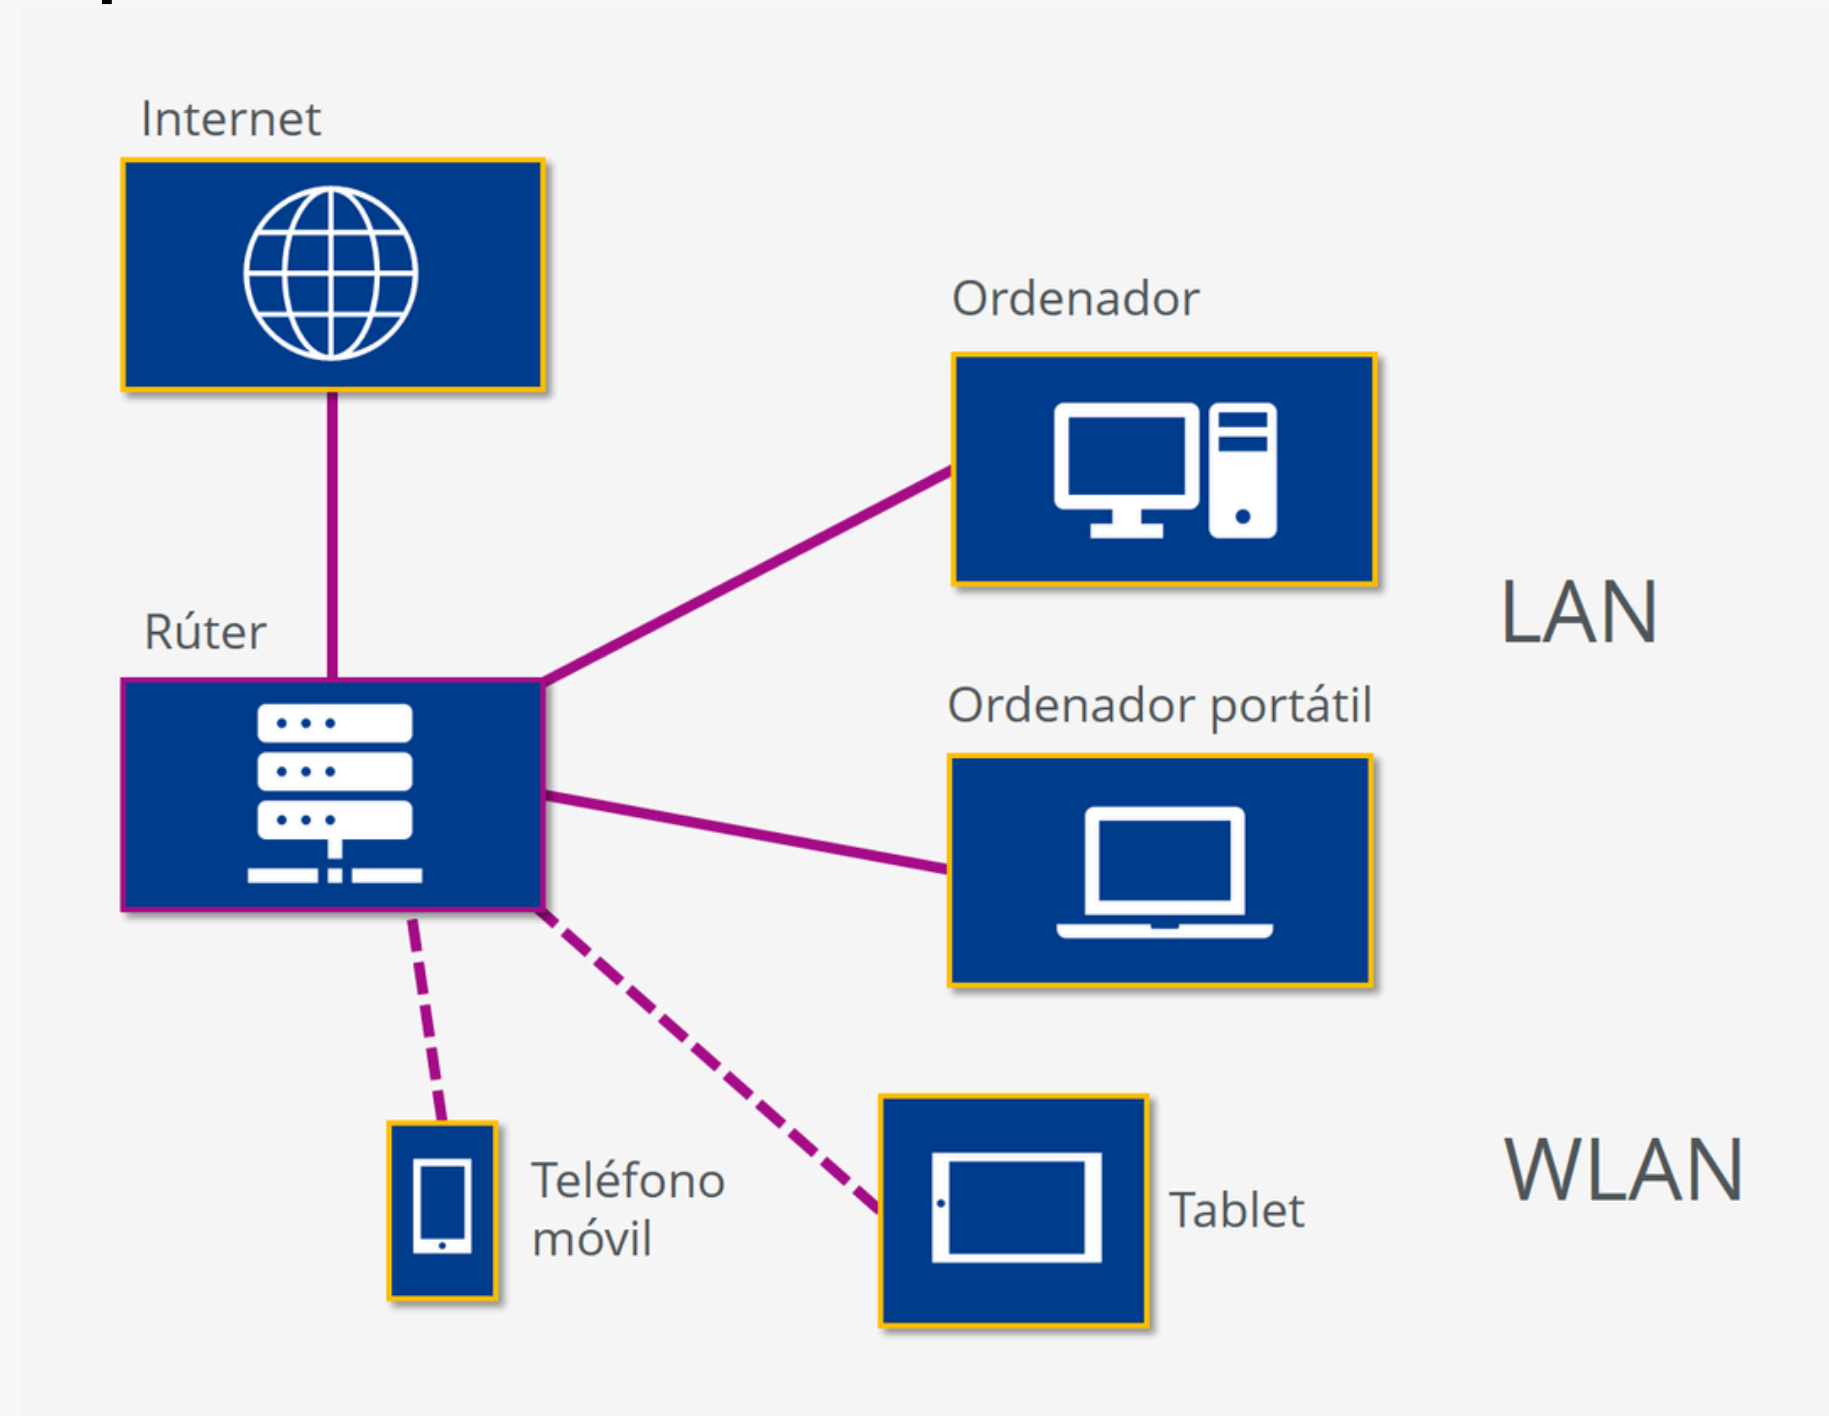 Internet
Ordenador
LAN
Rúter
Ordenador portátil
Teléfono
móvil
Tablet
WLAN